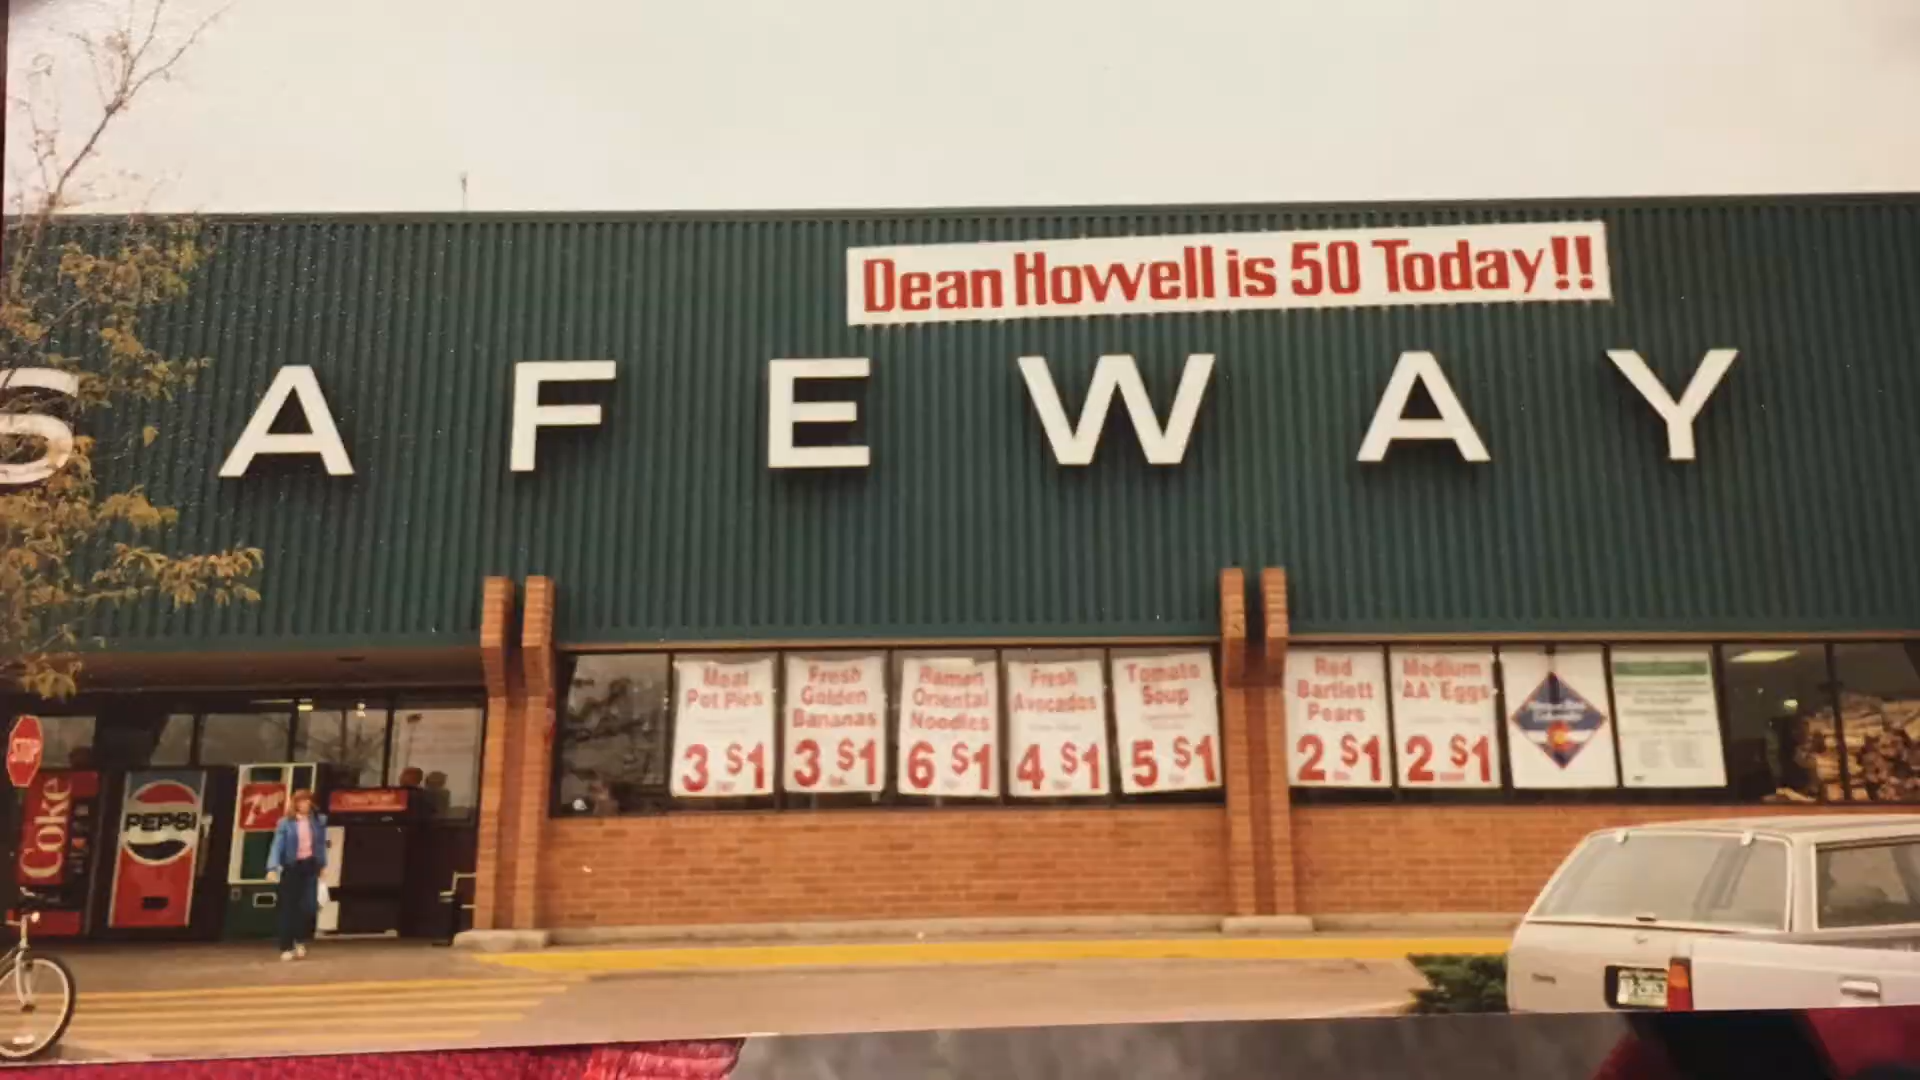 Dean Howell is 50 Today!!
SAFEWAY
Meat
Pot Pies
3 $1
Fresh
Golden
Bananas
3 $1
Ramen
Oriental
Noodles
6 $1
Fresh
Avocados
4 $1
Tomato
Soup
5 $1
Red
Bartlett
Pears
2 $1
Medium
'AA' Eggs
2 $1
STOP
Coke
PEPSI
7up